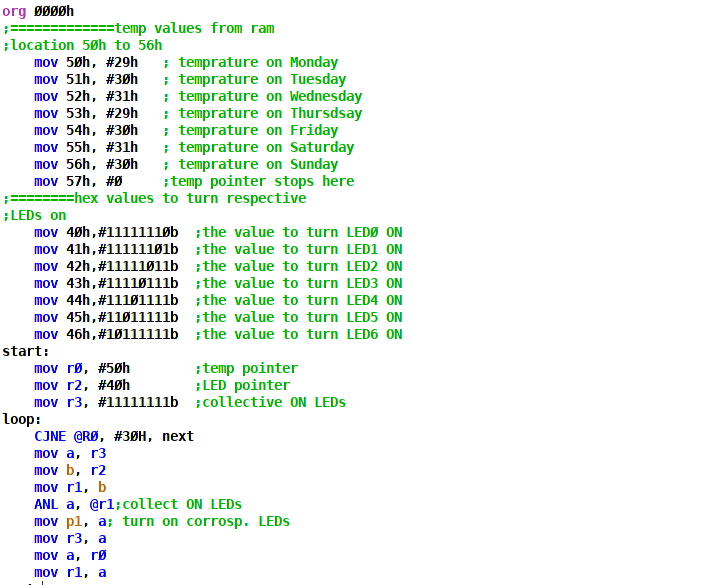 org 0000h
;=============temp values from ram
;location 50h to 56h
    mov 50h, #29h   ; temprature on Monday
    mov 51h, #30h   ; temprature on Tuesday
    mov 52h, #31h   ; temprature on Wednesday
    mov 53h, #29h   ; temprature on Thursdsay
    mov 54h, #30h   ; temprature on Friday
    mov 55h, #31h   ; temprature on Saturday
    mov 56h, #30h   ; temprature on Sunday
    mov 57h, #0     ;temp pointer stops here
;========hex values to turn respective
;LEDs on
    mov 40h,#11111110b  ;the value to turn LED0 ON
    mov 41h,#11111101b  ;the value to turn LED1 ON
    mov 42h,#11111011b  ;the value to turn LED2 ON
    mov 43h,#11110111b  ;the value to turn LED3 ON
    mov 44h,#11101111b  ;the value to turn LED4 ON
    mov 45h,#11011111b  ;the value to turn LED5 ON
    mov 46h,#10111111b  ;the value to turn LED6 ON
start:
    mov r0, #50h        ;temp pointer
    mov r2, #40h        ;LED pointer
    mov r3, #11111111b  ;collective ON LEDs
loop:
    CJNE @R0, #30H, next
    mov a, r3
    mov b, r2
    mov r1, b
    ANL a, @r1;collect ON LEDs
    mov p1, a; turn on corrosp. LEDs
    mov r3, a
    mov a, r0
    mov r1, a